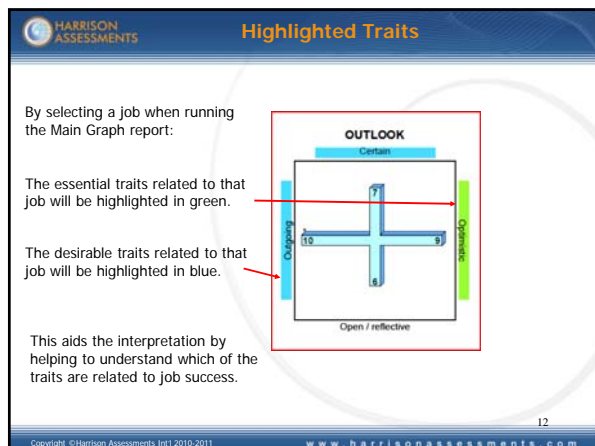 HARRISON
ASSESSMENTS
Highlighted Traits
By selecting a job when running
the Main Graph report:
The essential traits related to that
job will be highlighted in green.
The desirable traits related to that
job will be highlighted in blue.
This aids the interpretation by
helping to understand which of the
traits are related to job success.
OUTLOOK
Certain
7
Outgoing
10
9
Optimistic
6
Open / reflective
12
Copyright ©Harrison Assessments Int'l 2010-2011
www.harrisonassessments.com